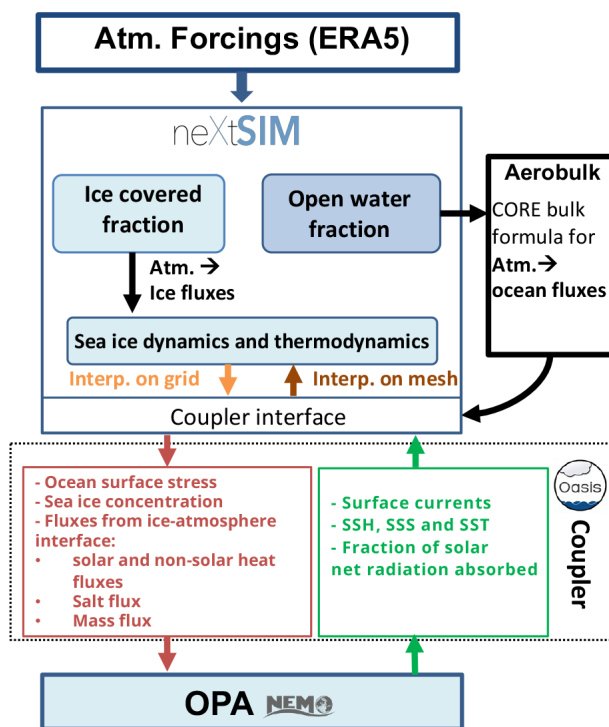 Atm. Forcings (ERA5)
neXtSIM
Ice covered
fraction
Open water
fraction
Aerobulk
CORE bulk
formula for
Atm.→
ocean fluxes
Atm. →
Ice fluxes
Sea ice dynamics and thermodynamics
Interp. on grid
Interp. on mesh
Coupler interface
- Ocean surface stress
- Sea ice concentration
- Fluxes from ice-atmosphere
interface:
• solar and non-solar heat
fluxes
• Salt flux
• Mass flux
- Surface currents
- SSH, SSS and SST
- Fraction of solar
net radiation absorbed
Oasis
Coupler
OPA NEMO